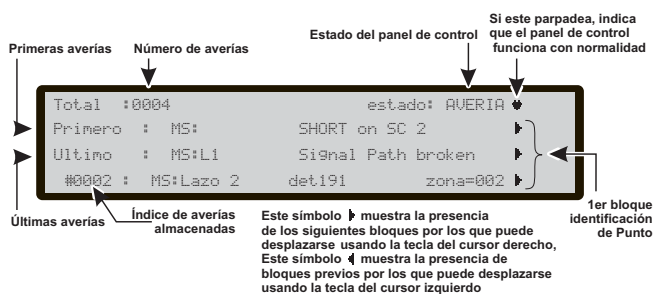 Si este parpadea, indica
que el panel de control
funciona con normalidad
Estado del panel de control
Primeras averías
Número de averías
Total :0004 estado: AVERIA
Primero : MS: SHORT on SC 2
Ultimo : MS:L1 Signal Path broken
#0002 : MS:Lazo 2 det191 zona=002
Últimas averías
Índice de averías
almacenadas
1er bloque
identificación
de Punto
Este símbolo muestra la presencia
de los siguientes bloques por los que puede
desplazarse usando la tecla del cursor derecho,
Este símbolo muestra la presencia de
bloques previos por los que puede desplazarse
usando la tecla del cursor izquierdo